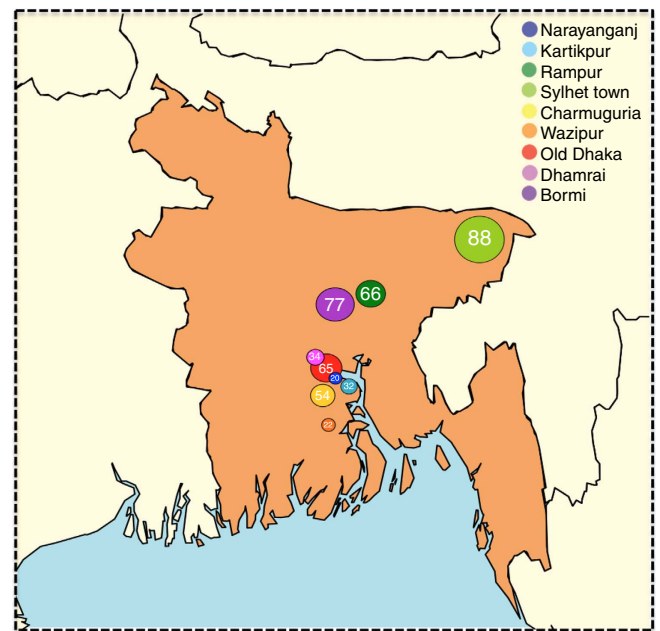 Narayanganj
Kartikpur
Rampur
Sylhet town
Charmuguria
Wazipur
Old Dhaka
Dhamrai
Bormi
88
66
77
34
65
20
32
54
22